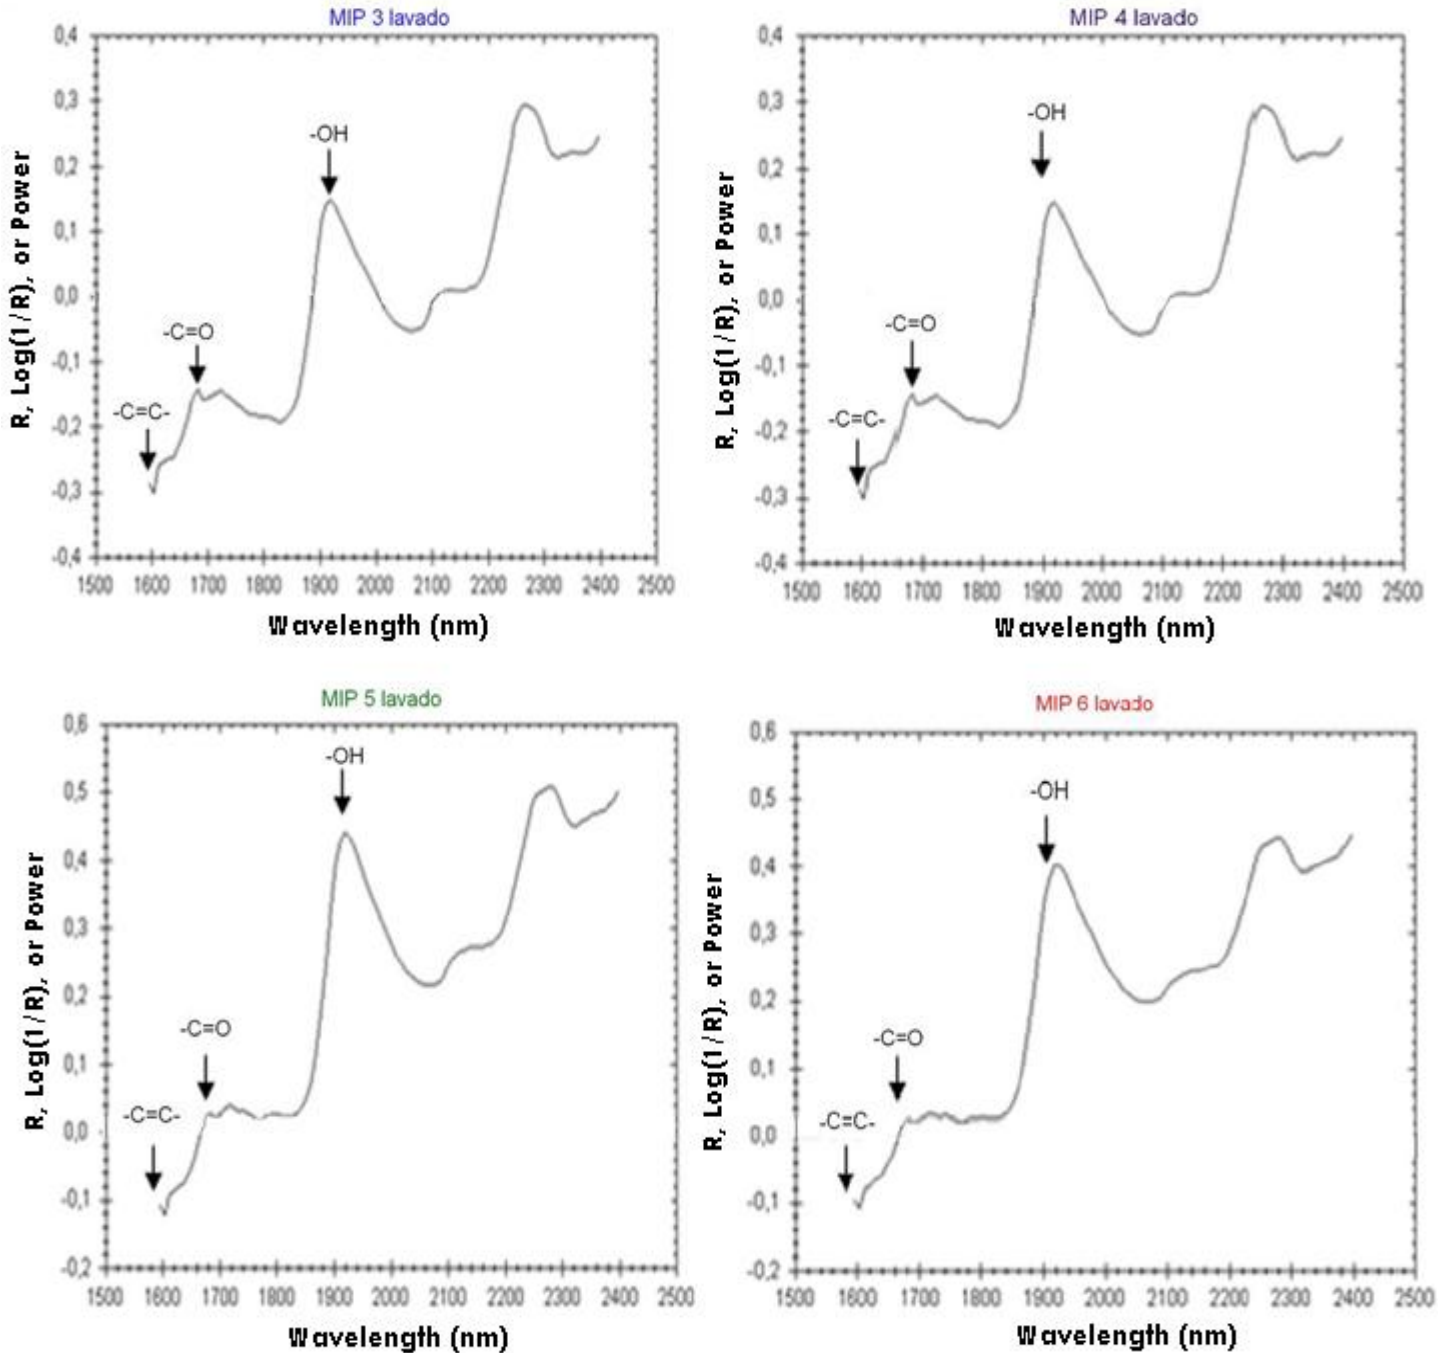 MIP 3 lavado
0,4
0,3
0,2
0,1
0,0
-0,1
-0,2
-0,3
-0,4
R, Log(1/R), or Power
-OH
-C=O
-C=C-
1500 1600 1700 1800 1900 2000 2100 2200 2300 2400 2500
Wavelength (nm)
MIP 4 lavado
0,4
0,3
0,2
0,1
0,0
-0,1
-0,2
-0,3
-0,4
R, Log(1/R), or Power
-OH
-C=O
-C=C-
1500 1600 1700 1800 1900 2000 2100 2200 2300 2400 2500
Wavelength (nm)
MIP 5 lavado
0,6
0,5
0,4
0,3
0,2
0,1
0,0
-0,1
-0,2
R, Log(1/R), or Power
-OH
-C=O
-C=C-
1500 1600 1700 1800 1900 2000 2100 2200 2300 2400 2500
Wavelength (nm)
MIP 6 lavado
0,6
0,5
0,4
0,3
0,2
0,1
0,0
-0,1
-0,2
R, Log(1/R), or Power
-OH
-C=O
-C=C-
1500 1600 1700 1800 1900 2000 2100 2200 2300 2400 2500
Wavelength (nm)